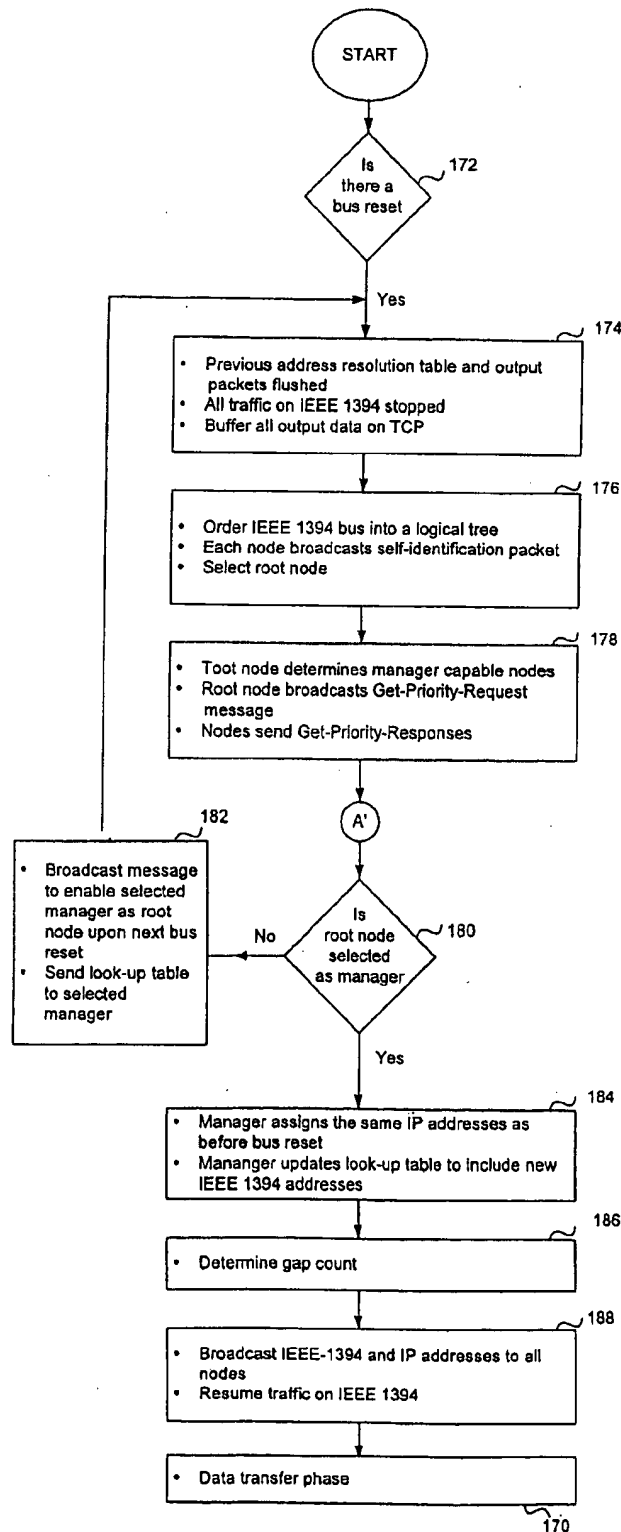 START
Is
there a
bus reset
172
Yes
174
• Previous address resolution table and output
packets flushed
• All traffic on IEEE 1394 stopped
• Buffer all output data on TCP
176
• Order IEEE 1394 bus into a logical tree
• Each node broadcasts self-identification packet
• Select root node
178
• Toot node determines manager capable nodes
• Root node broadcasts Get-Priority-Request
message
• Nodes send Get-Priority-Responses
A'
182
• Broadcast message
to enable selected
manager as root
node upon next bus
reset
• Send look-up table
to selected
manager
No
Is
root node
selected
as manager
180
Yes
184
• Manager assigns the same IP addresses as
before bus reset
• Mananger updates look-up table to include new
IEEE 1394 addresses
186
• Determine gap count
188
• Broadcast IEEE-1394 and IP addresses to all
nodes
• Resume traffic on IEEE 1394
• Data transfer phase
170